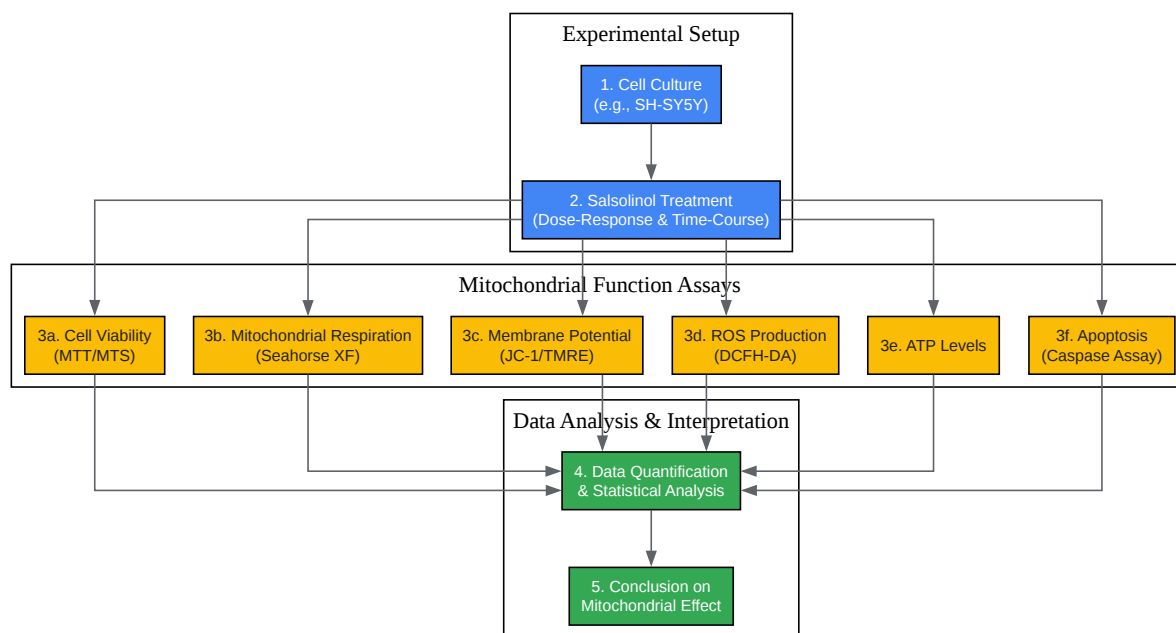 Experimental Setup
1. Cell Culture
(e.g., SH-SY5Y)
2. Salsolinol Treatment
(Dose-Response & Time-Course)
Mitochondrial Function Assays
3a. Cell Viability
(MTT/MTS)
3b. Mitochondrial Respiration
(Seahorse XF)
3c. Membrane Potential
(JC-1/TMRE)
3d. ROS Production
(DCFH-DA)
3e. ATP Levels
3f. Apoptosis
(Caspase Assay)
Data Analysis & Interpretation
4. Data Quantification
& Statistical Analysis
5. Conclusion on
Mitochondrial Effect